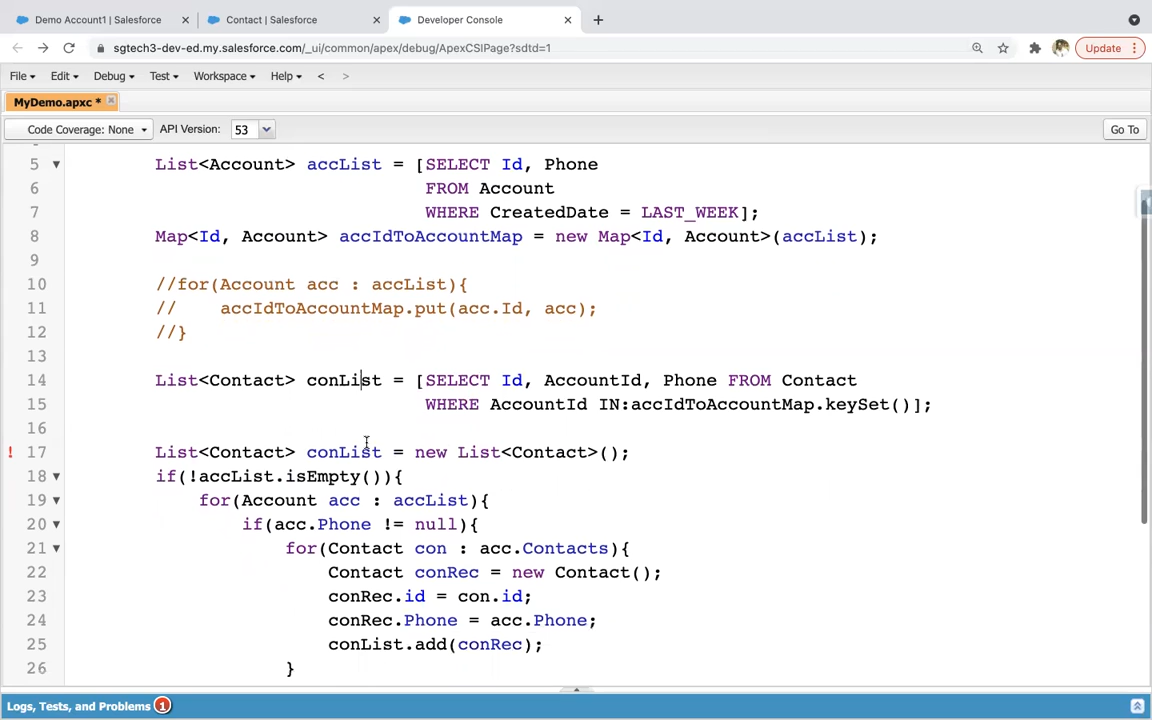 Demo Account1 | Salesforce
Contact | Salesforce
Developer Console
sgtech3-dev-ed.my.salesforce.com/_ui/common/apex/debug/ApexCSIPage?sdtd=1
Update
File Edit Debug Test Workspace Help < >
MyDemo.apxc *
Code Coverage: None API Version: 53 Go To
5 List<Account> accList = [SELECT Id, Phone
6 FROM Account
7 WHERE CreatedDate = LAST_WEEK];
8 Map<Id, Account> accIdToAccountMap = new Map<Id, Account>(accList);
9
10 //for(Account acc : accList){
11 // accIdToAccountMap.put(acc.Id, acc);
12 //}
13
14 List<Contact> conList = [SELECT Id, AccountId, Phone FROM Contact
15 WHERE AccountId IN:accIdToAccountMap.keySet()];
16
! 17 List<Contact> conList = new List<Contact>();
18 if(!accList.isEmpty()){
19 for(Account acc : accList){
20 if(acc.Phone != null){
21 for(Contact con : acc.Contacts){
22 Contact conRec = new Contact();
23 conRec.id = con.id;
24 conRec.Phone = acc.Phone;
25 conList.add(conRec);
26 }
Logs, Tests, and Problems 1